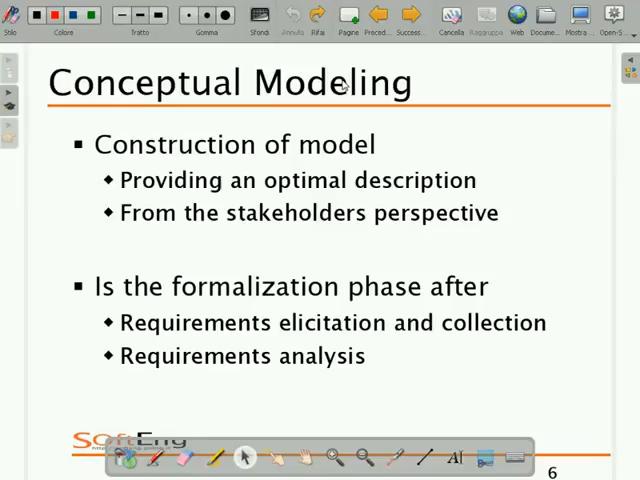 Stilo Colore Tratto Gomma Sfondi Annulla Rifai Pagine Preced... Success... Cancella Raggruppa Web Docume... Mostra ... Open-S...
Conceptual Modeling
▪ Construction of model
◆ Providing an optimal description
◆ From the stakeholders perspective
▪ Is the formalization phase after
◆ Requirements elicitation and collection
◆ Requirements analysis
SoftEng
6